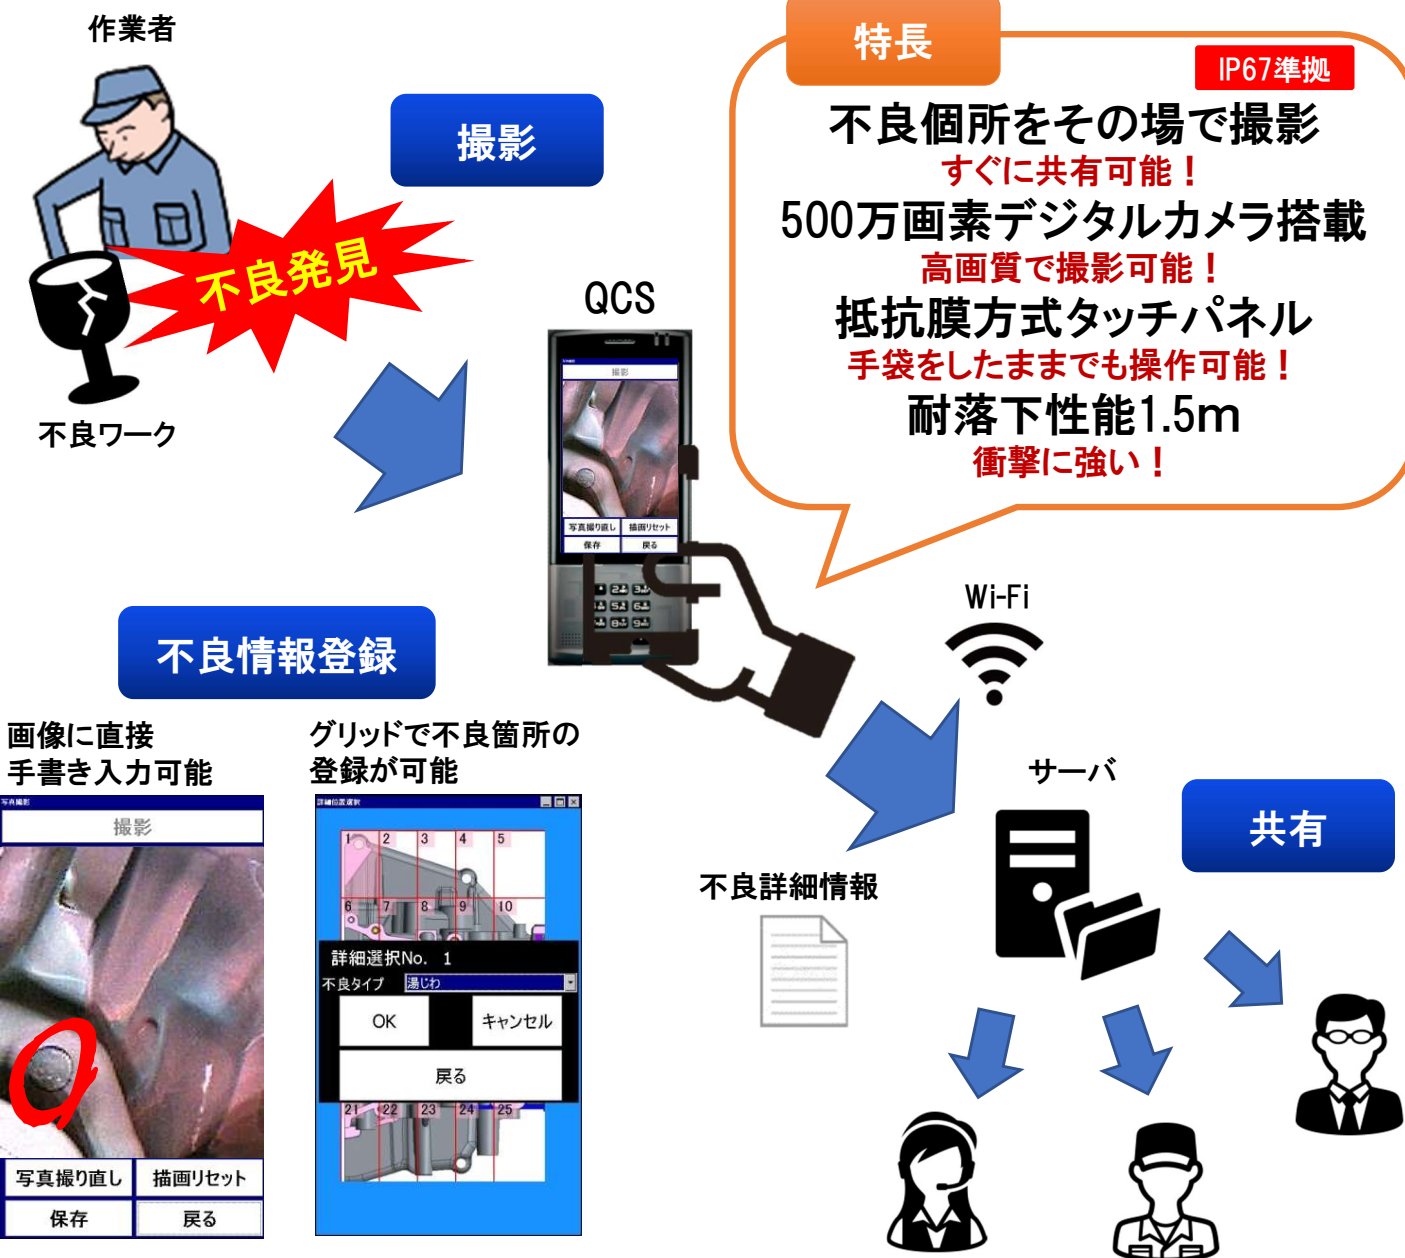 作業者
撮影
不良発見
不良ワーク
QCS
特長
IP67準拠
不良個所をその場で撮影
すぐに共有可能！
500万画素デジタルカメラ搭載
高画質で撮影可能！
抵抗膜方式タッチパネル
手袋をしたままでも操作可能！
耐落下性能1.5m
衝撃に強い！
撮影
写真撮り直し 描画リセット
保存 戻る
Wi-Fi
サーバ
共有
不良詳細情報
不良情報登録
画像に直接
手書き入力可能
写真撮影
撮影
写真撮り直し 描画リセット
保存 戻る
グリッドで不良箇所の
登録が可能
詳細位置選択
1 2 3 4 5
6 7 8 9 10
詳細選択No. 1
不良タイプ 湯じわ
OK キャンセル
戻る
21 22 23 24 25